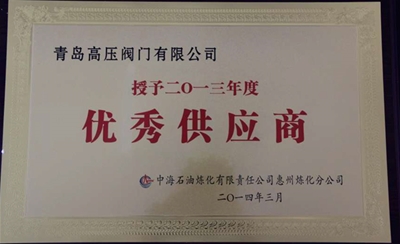 青岛高压阀门有限公司
授予二O一三年度
优秀供应商
中海石油炼化有限责任公司惠州炼化分公司
二O一四年三月